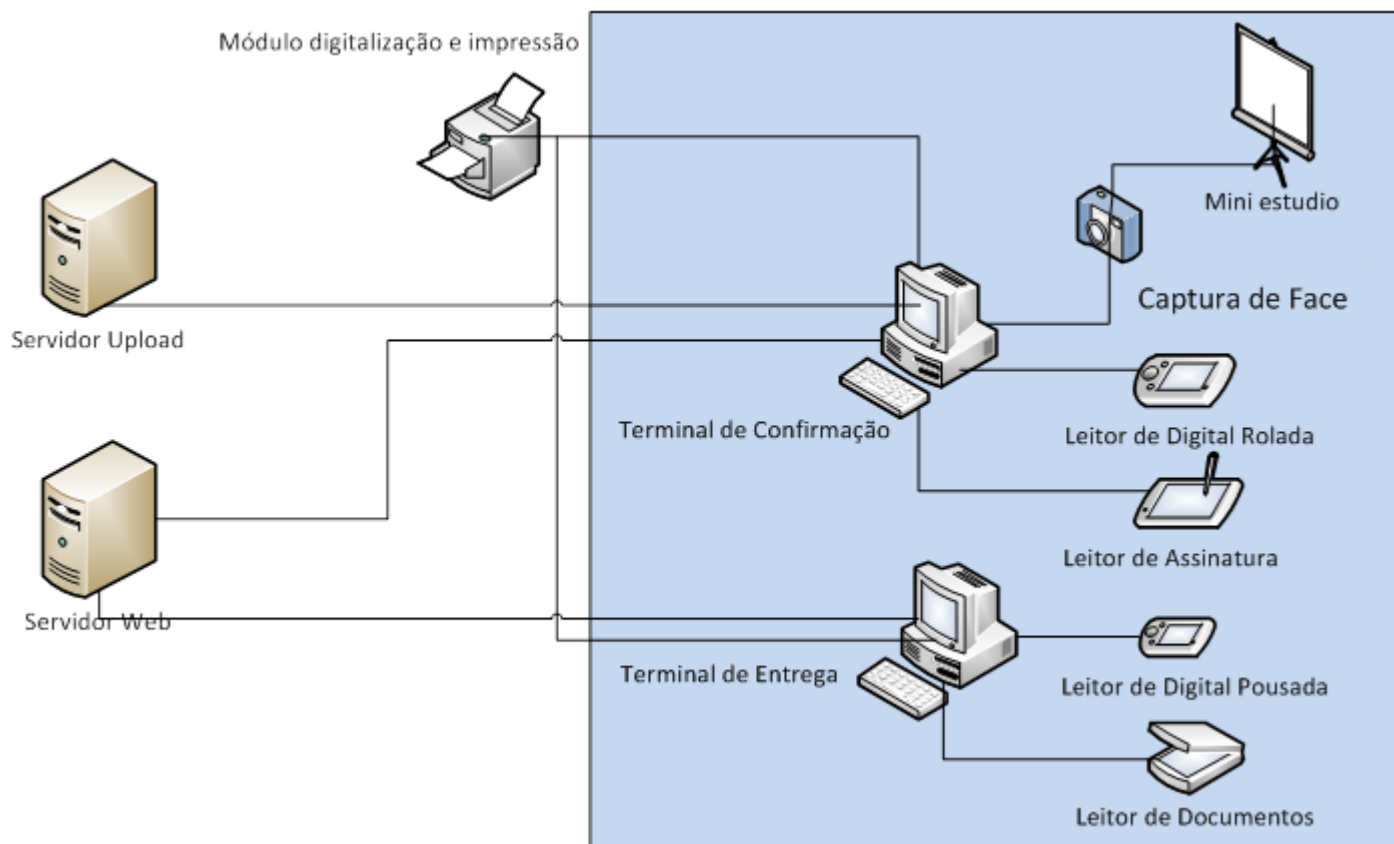 Módulo digitalização e impressão
Mini estudio
Captura de Face
Servidor Upload
Terminal de Confirmação
Leitor de Digital Rolada
Leitor de Assinatura
Servidor Web
Terminal de Entrega
Leitor de Digital Pousada
Leitor de Documentos